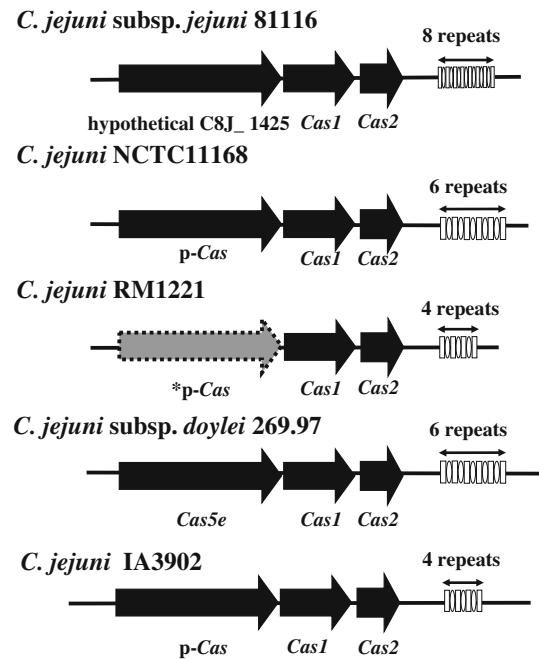 C. jejuni subsp. jejuni 81116
8 repeats
hypothetical C8J_ 1425 Cas1 Cas2
C. jejuni NCTC11168
6 repeats
p-Cas Cas1 Cas2
C. jejuni RM1221
4 repeats
*p-Cas Cas1 Cas2
C. jejuni subsp. doylei 269.97
6 repeats
Cas5e Cas1 Cas2
C. jejuni IA3902
4 repeats
p-Cas Cas1 Cas2